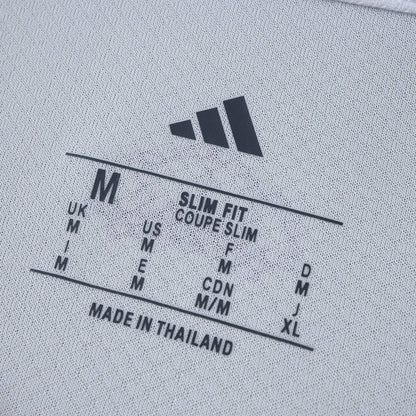 M SLIM FIT
COUPE SLIM
UK US F D
M M M M
I E CDN J
M M M/M XL
MADE IN THAILAND